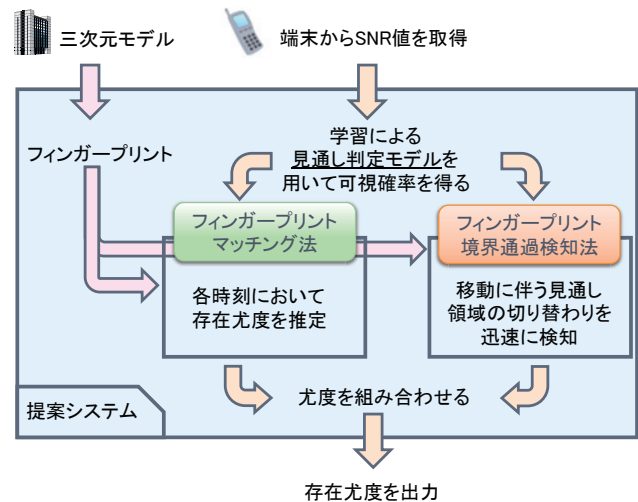 三次元モデル
端末からSNR値を取得
フィンガープリント
学習による
見通し判定モデルを
用いて可視確率を得る
フィンガープリント
マッチング法
各時刻において
存在尤度を推定
フィンガープリント
境界通過検知法
移動に伴う見通し
領域の切り替わりを
迅速に検知
尤度を組み合わせる
提案システム
存在尤度を出力